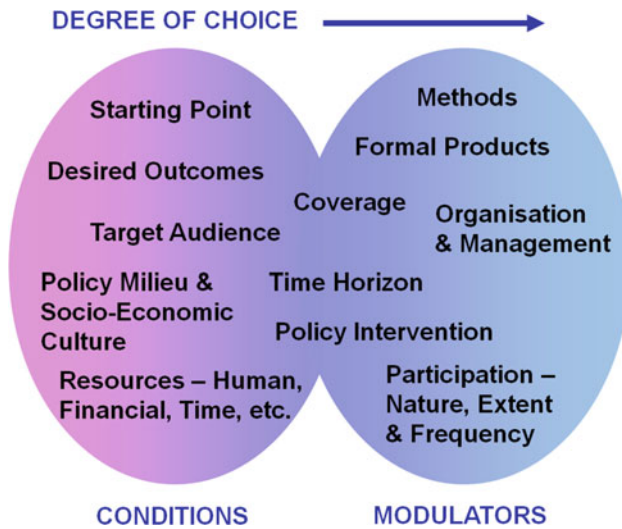 DEGREE OF CHOICE
Starting Point
Desired Outcomes
Target Audience
Policy Milieu &
Socio-Economic
Culture
Resources – Human,
Financial, Time, etc.
Coverage
Time Horizon
Policy Intervention
Methods
Formal Products
Organisation
& Management
Participation –
Nature, Extent
& Frequency
CONDITIONS
MODULATORS